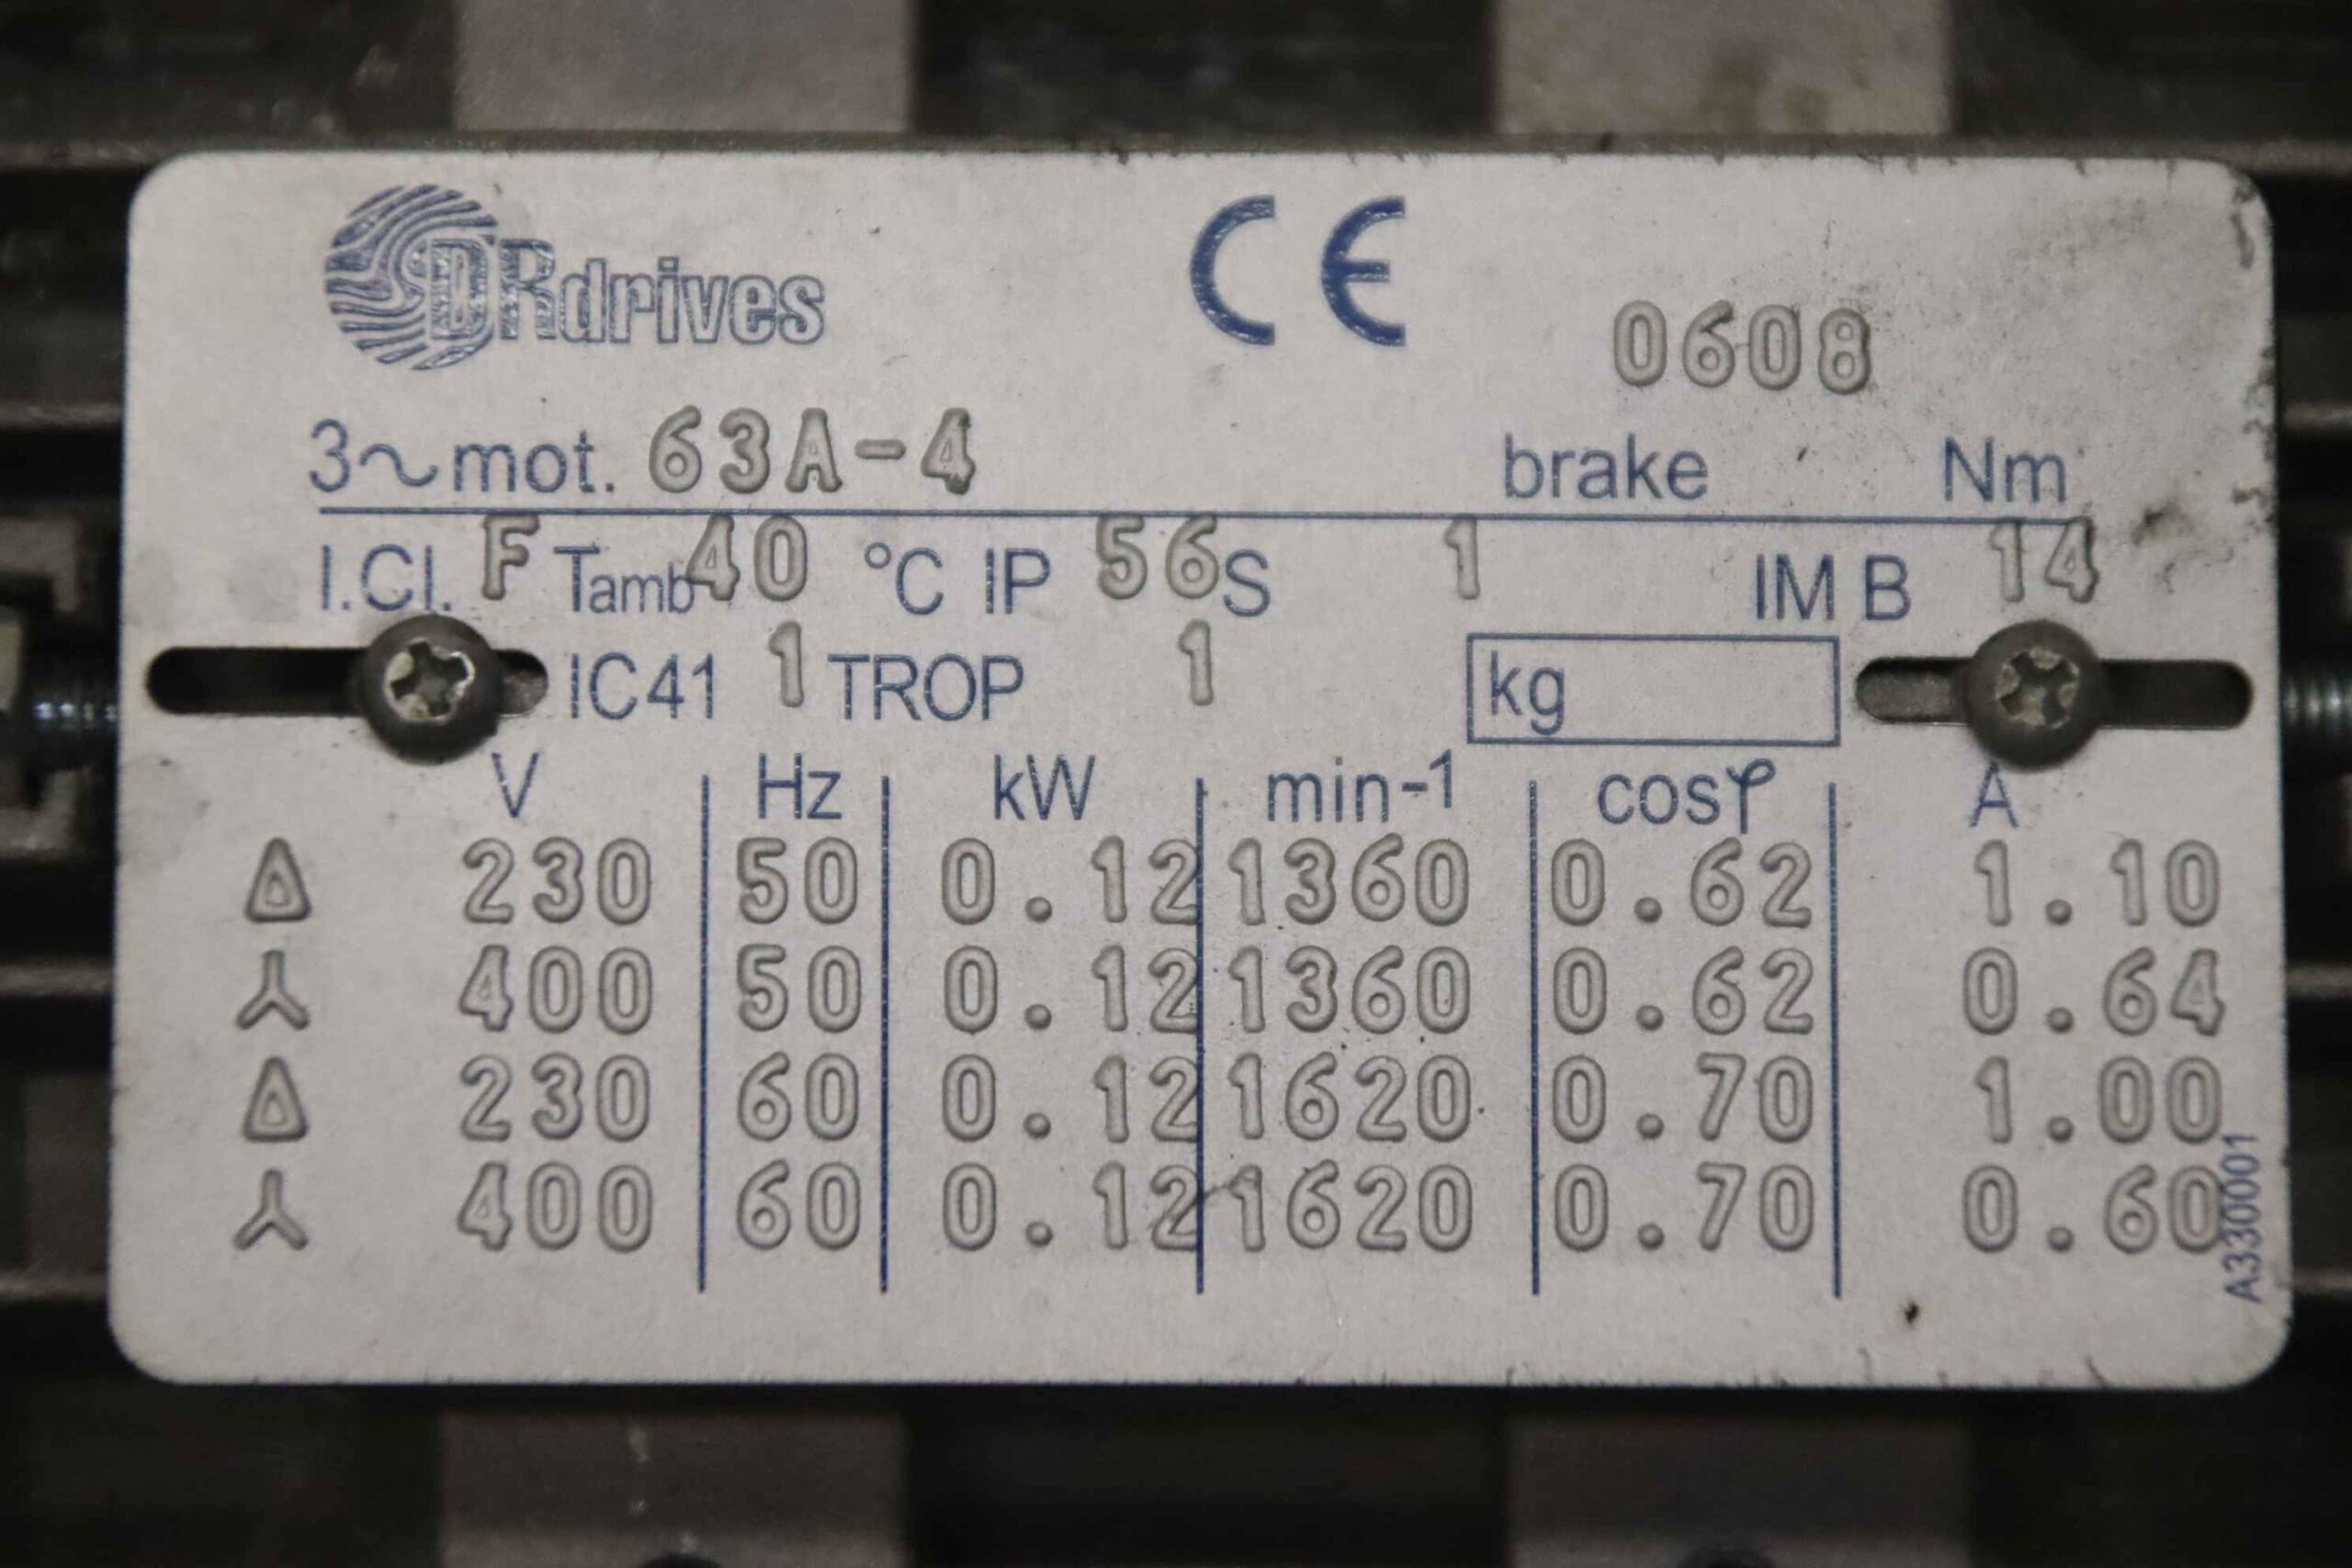 DRdrives CE 0608
3~mot. 63A-4 brake Nm
I.Cl. F Tamb 40 °C IP 56 S 1 IM B 14
IC41 1 TROP 1 kg
V Hz kW min-1 cosφ A
Δ 230 50 0.12 1360 0.62 1.10
⅄ 400 50 0.12 1360 0.62 0.64
Δ 230 60 0.12 1620 0.70 1.00
⅄ 400 60 0.12 1620 0.70 0.60
A330001